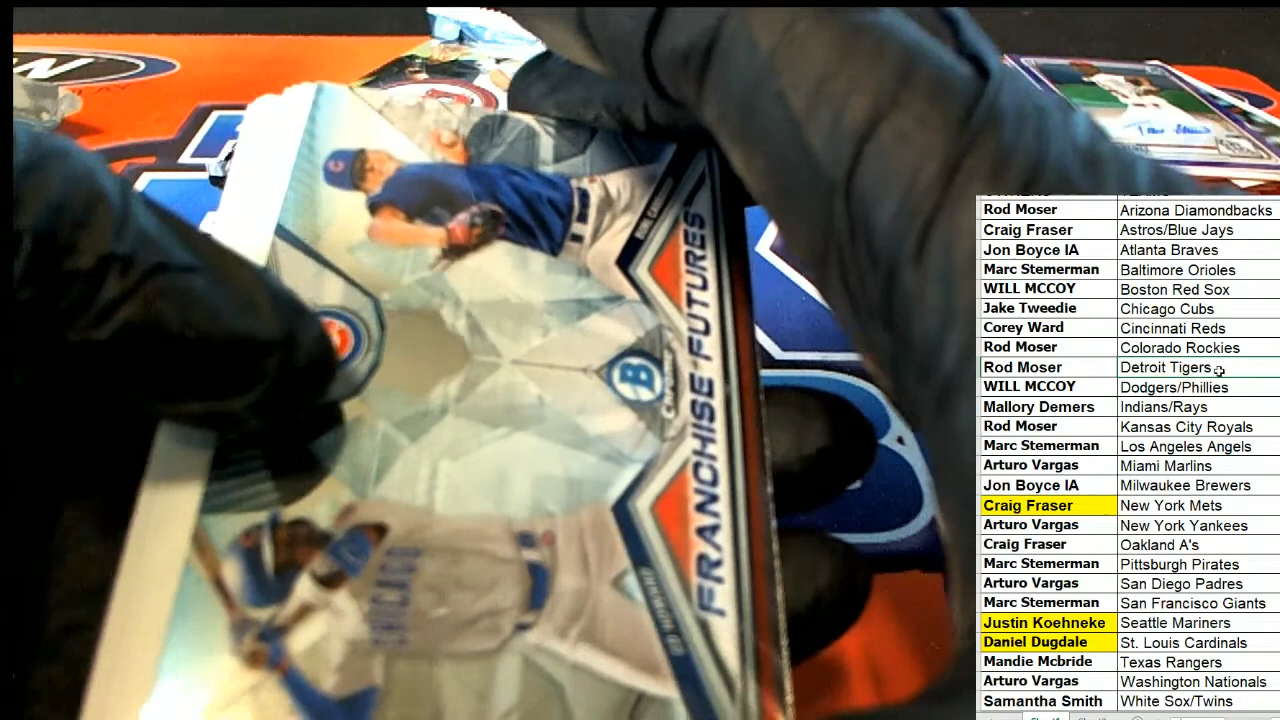 N
C
FRANCHISE FUTURES
B
CHROME
CHICAGO
Rod Moser Arizona Diamondbacks
Craig Fraser Astros/Blue Jays
Jon Boyce IA Atlanta Braves
Marc Stemerman Baltimore Orioles
WILL MCCOY Boston Red Sox
Jake Tweedie Chicago Cubs
Corey Ward Cincinnati Reds
Rod Moser Colorado Rockies
Rod Moser Detroit Tigers
WILL MCCOY Dodgers/Phillies
Mallory Demers Indians/Rays
Rod Moser Kansas City Royals
Marc Stemerman Los Angeles Angels
Arturo Vargas Miami Marlins
Jon Boyce IA Milwaukee Brewers
Craig Fraser New York Mets
Arturo Vargas New York Yankees
Craig Fraser Oakland A's
Marc Stemerman Pittsburgh Pirates
Arturo Vargas San Diego Padres
Marc Stemerman San Francisco Giants
Justin Koehneke Seattle Mariners
Daniel Dugdale St. Louis Cardinals
Mandie Mcbride Texas Rangers
Arturo Vargas Washington Nationals
Samantha Smith White Sox/Twins